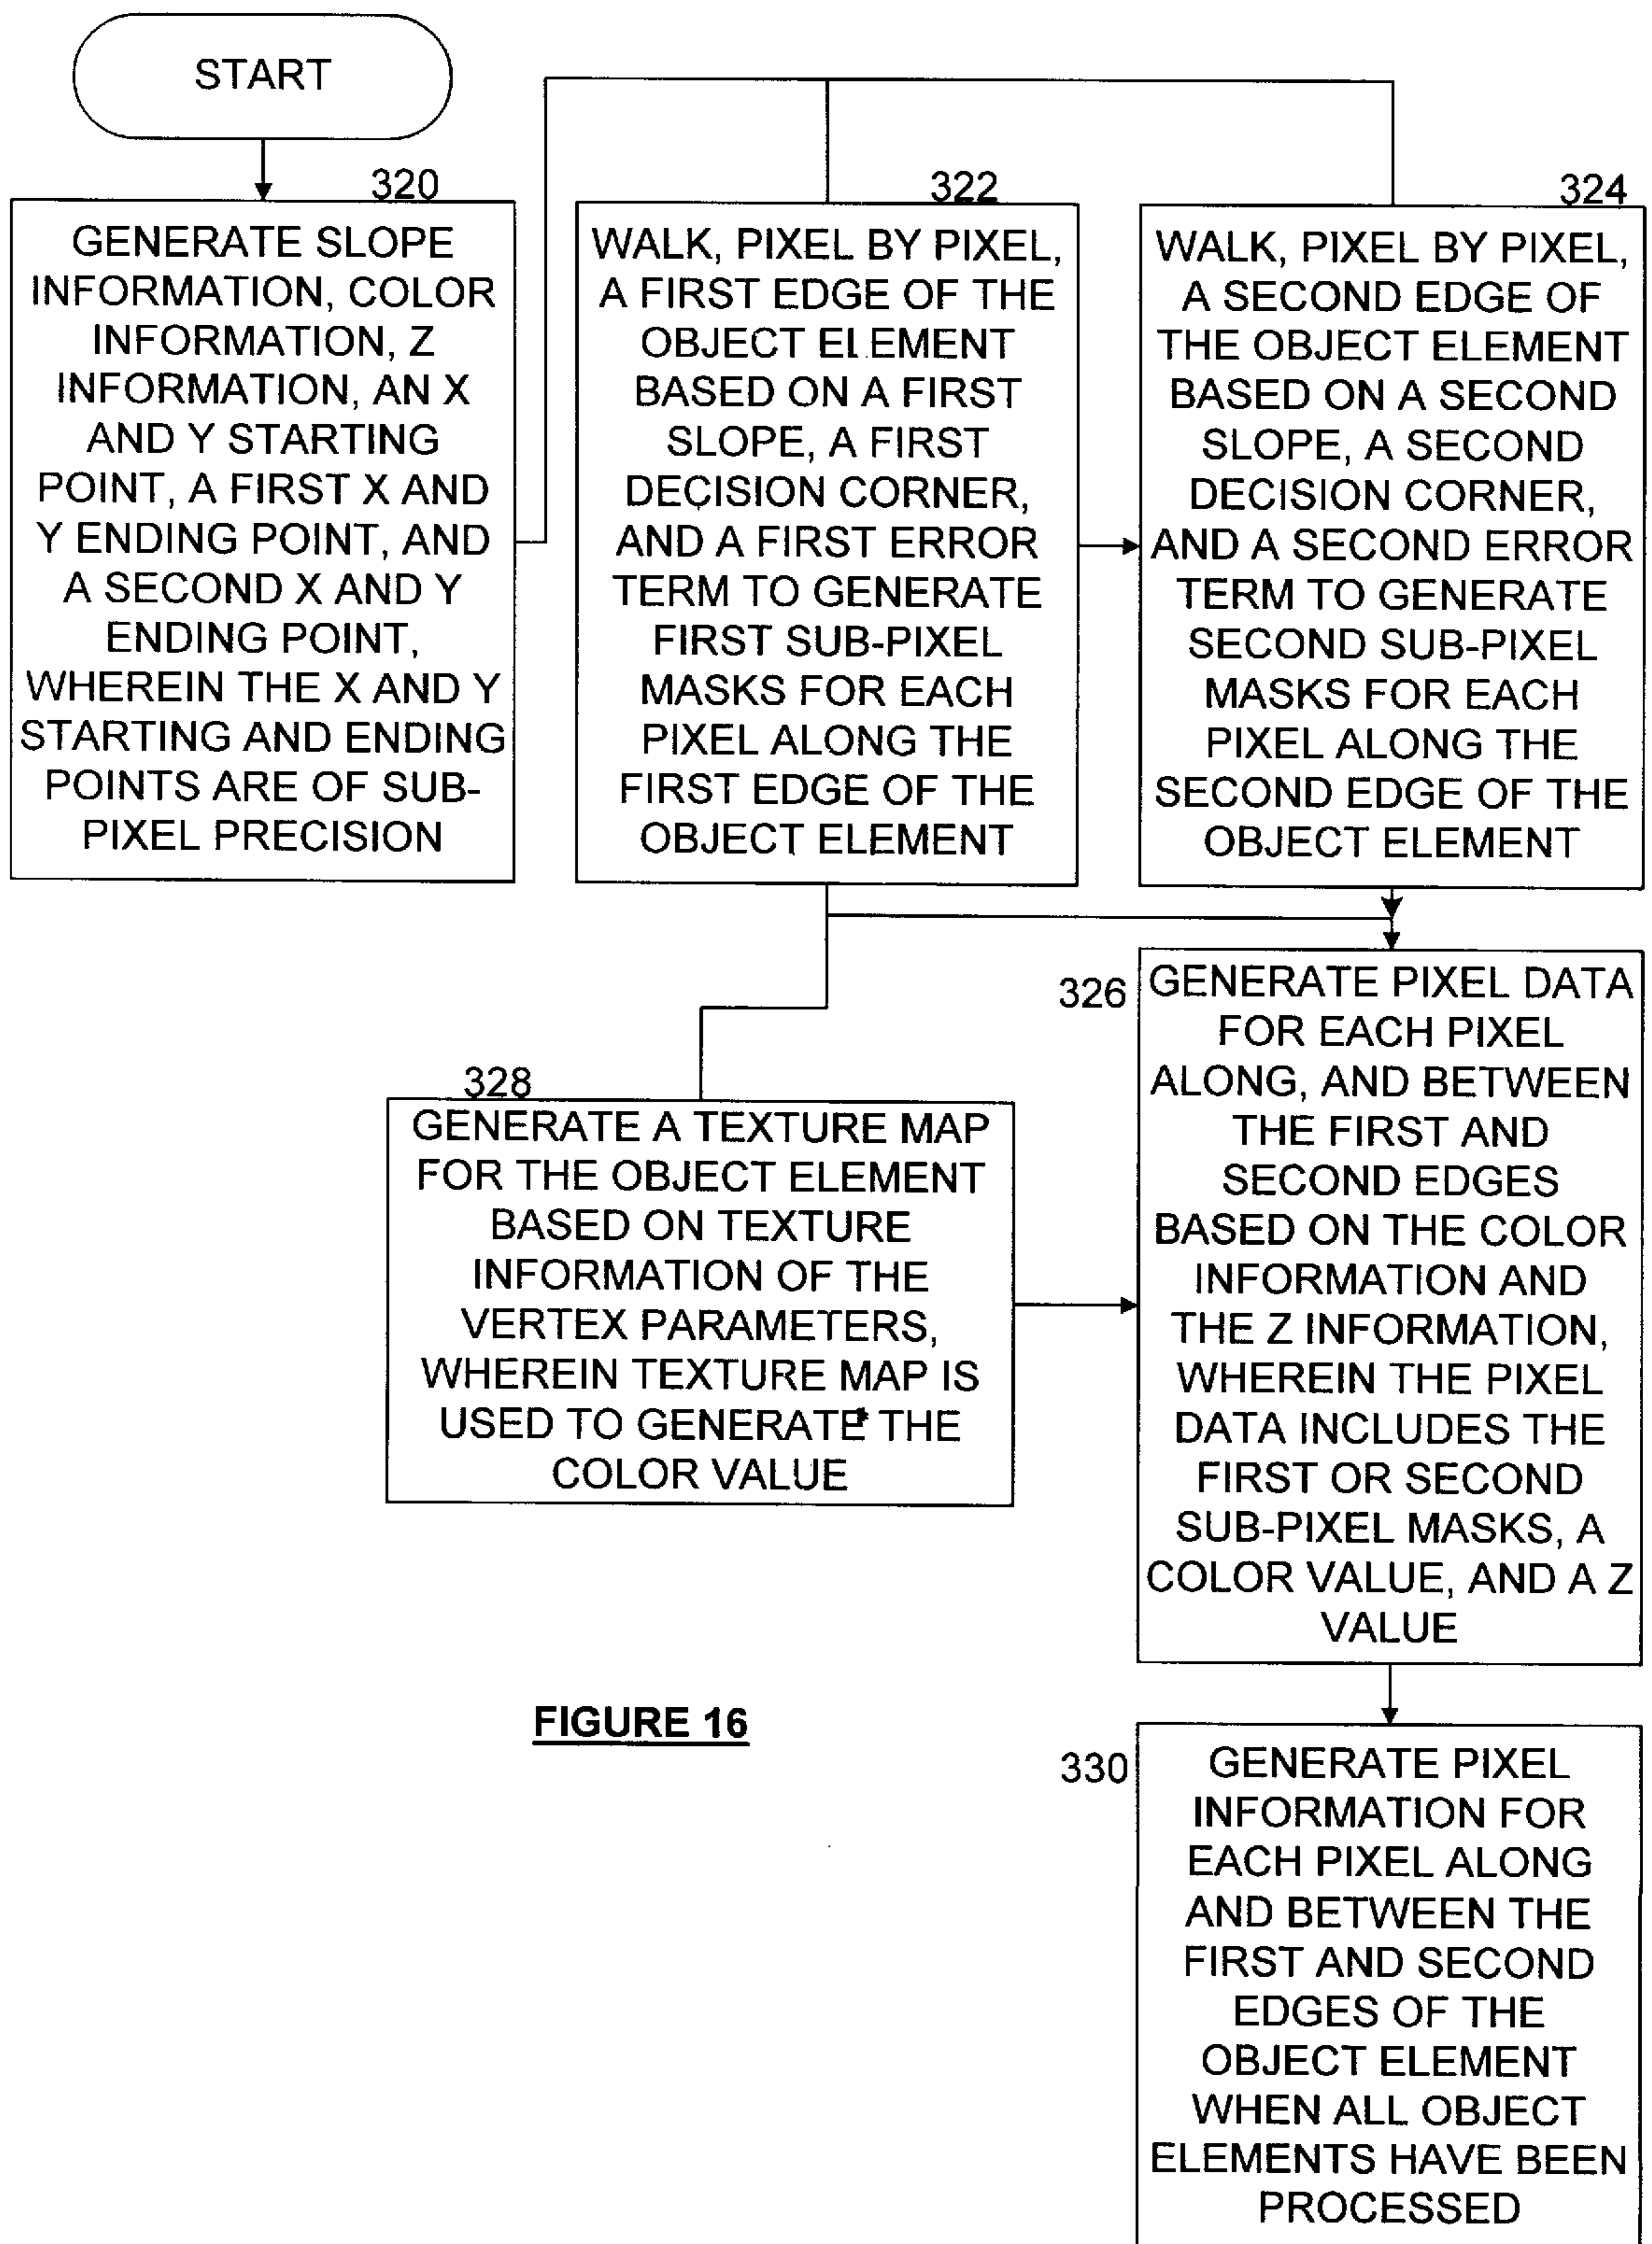 START
320
GENERATE SLOPE
INFORMATION, COLOR
INFORMATION, Z
INFORMATION, AN X
AND Y STARTING
POINT, A FIRST X AND
Y ENDING POINT, AND
A SECOND X AND Y
ENDING POINT,
WHEREIN THE X AND Y
STARTING AND ENDING
POINTS ARE OF SUB-
PIXEL PRECISION
322
WALK, PIXEL BY PIXEL,
A FIRST EDGE OF THE
OBJECT ELEMENT
BASED ON A FIRST
SLOPE, A FIRST
DECISION CORNER,
AND A FIRST ERROR
TERM TO GENERATE
FIRST SUB-PIXEL
MASKS FOR EACH
PIXEL ALONG THE
FIRST EDGE OF THE
OBJECT ELEMENT
324
WALK, PIXEL BY PIXEL,
A SECOND EDGE OF
THE OBJECT ELEMENT
BASED ON A SECOND
SLOPE, A SECOND
DECISION CORNER,
AND A SECOND ERROR
TERM TO GENERATE
SECOND SUB-PIXEL
MASKS FOR EACH
PIXEL ALONG THE
SECOND EDGE OF THE
OBJECT ELEMENT
328
GENERATE A TEXTURE MAP
FOR THE OBJECT ELEMENT
BASED ON TEXTURE
INFORMATION OF THE
VERTEX PARAMETERS,
WHEREIN TEXTURE MAP IS
USED TO GENERATE THE
COLOR VALUE
326
GENERATE PIXEL DATA
FOR EACH PIXEL
ALONG, AND BETWEEN
THE FIRST AND
SECOND EDGES
BASED ON THE COLOR
INFORMATION AND
THE Z INFORMATION,
WHEREIN THE PIXEL
DATA INCLUDES THE
FIRST OR SECOND
SUB-PIXEL MASKS, A
COLOR VALUE, AND A Z
VALUE
FIGURE 16
330
GENERATE PIXEL
INFORMATION FOR
EACH PIXEL ALONG
AND BETWEEN THE
FIRST AND SECOND
EDGES OF THE
OBJECT ELEMENT
WHEN ALL OBJECT
ELEMENTS HAVE BEEN
PROCESSED